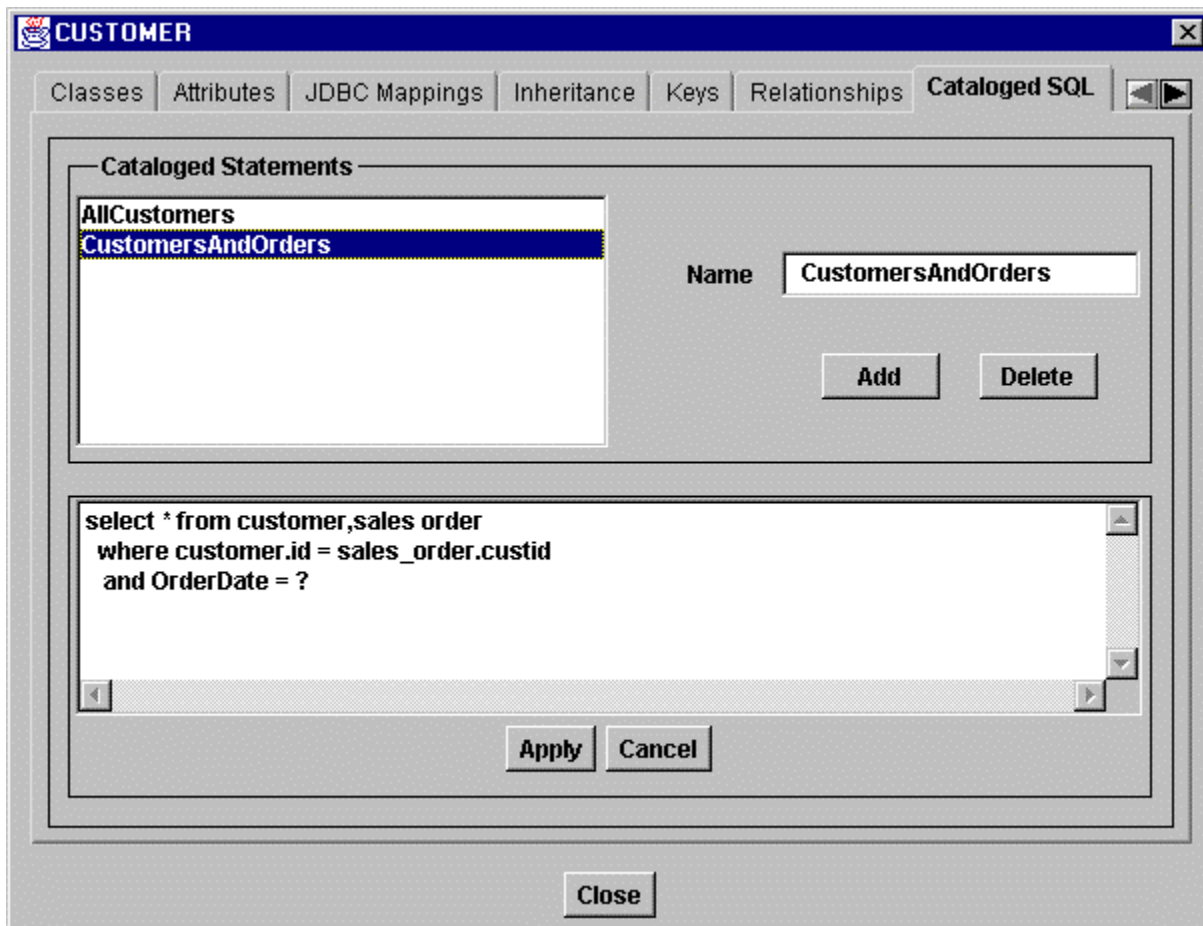 CUSTOMER
Classes Attributes JDBC Mappings Inheritance Keys Relationships Cataloged SQL
Cataloged Statements
AllCustomers
CustomersAndOrders
Name CustomersAndOrders
Add Delete
select * from customer,sales order
where customer.id = sales_order.custid
and OrderDate = ?
Apply Cancel
Close